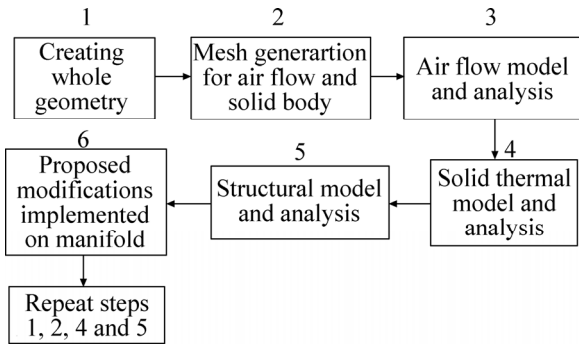 1
Creating
whole
geometry
2
Mesh generartion
for air flow and
solid body
3
Air flow model
and analysis
4
Solid thermal
model and
analysis
5
Structural model
and analysis
6
Proposed
modifications
implemented
on manifold
Repeat steps
1, 2, 4 and 5